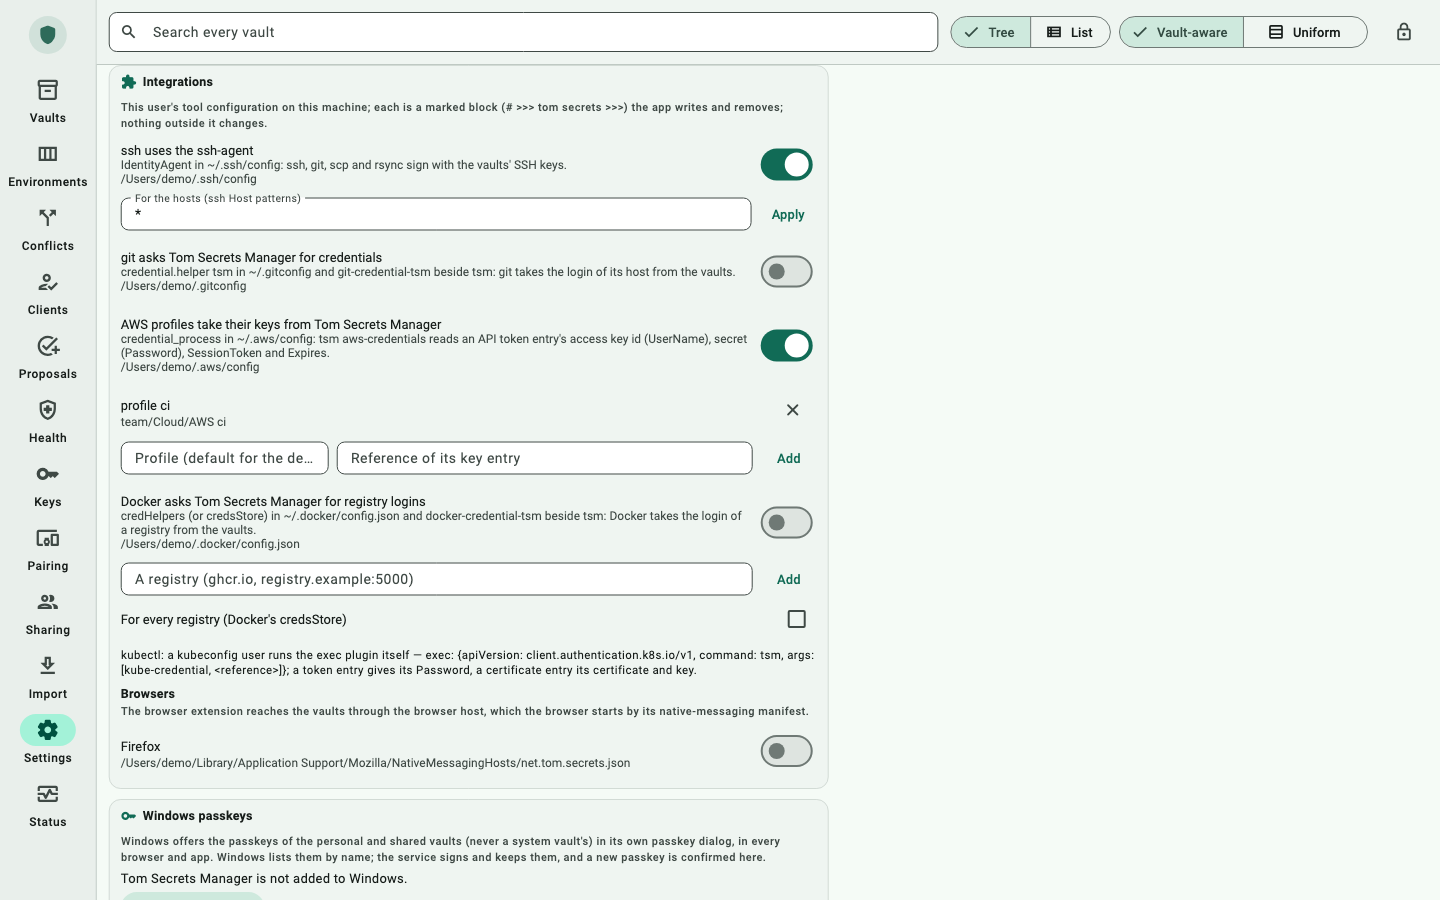 Search every vault
Tree
List
Vault-aware
Uniform
Vaults
Environments
Conflicts
Clients
Proposals
Health
Keys
Pairing
Sharing
Import
Settings
Status
Integrations
This user's tool configuration on this machine; each is a marked block (# >>> tom secrets >>>) the app writes and removes;
nothing outside it changes.
ssh uses the ssh-agent
IdentityAgent in ~/.ssh/config: ssh, git, scp and rsync sign with the vaults' SSH keys.
/Users/demo/.ssh/config
For the hosts (ssh Host patterns)
*
Apply
git asks Tom Secrets Manager for credentials
credential.helper tsm in ~/.gitconfig and git-credential-tsm beside tsm: git takes the login of its host from the vaults.
/Users/demo/.gitconfig
AWS profiles take their keys from Tom Secrets Manager
credential_process in ~/.aws/config: tsm aws-credentials reads an API token entry's access key id (UserName), secret
(Password), SessionToken and Expires.
/Users/demo/.aws/config
profile ci
team/Cloud/AWS ci
Profile (default for the de...
Reference of its key entry
Add
Docker asks Tom Secrets Manager for registry logins
credHelpers (or credsStore) in ~/.docker/config.json and docker-credential-tsm beside tsm: Docker takes the login of
a registry from the vaults.
/Users/demo/.docker/config.json
A registry (ghcr.io, registry.example:5000)
Add
For every registry (Docker's credsStore)
kubectl: a kubeconfig user runs the exec plugin itself — exec: {apiVersion: client.authentication.k8s.io/v1, command: tsm, args:
[kube-credential, <reference>]}; a token entry gives its Password, a certificate entry its certificate and key.
Browsers
The browser extension reaches the vaults through the browser host, which the browser starts by its native-messaging manifest.
Firefox
/Users/demo/Library/Application Support/Mozilla/NativeMessagingHosts/net.tom.secrets.json
Windows passkeys
Windows offers the passkeys of the personal and shared vaults (never a system vault's) in its own passkey dialog, in every
browser and app. Windows lists them by name; the service signs and keeps them, and a new passkey is confirmed here.
Tom Secrets Manager is not added to Windows.